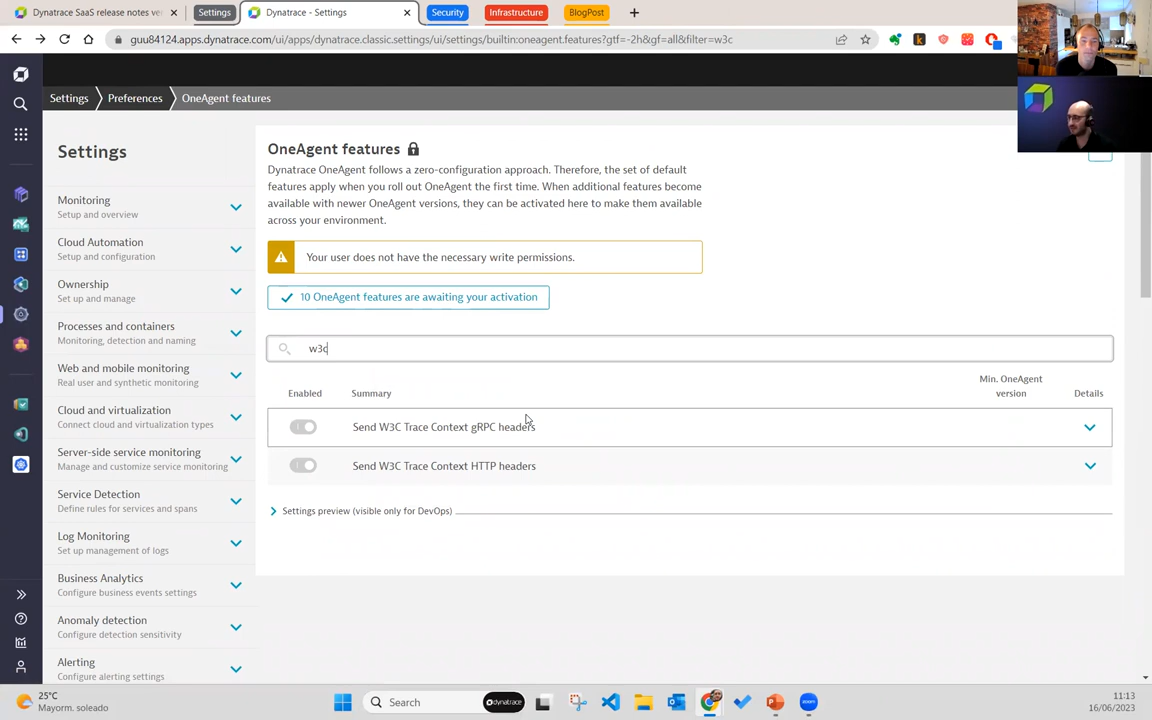 Dynatrace SaaS release notes ver
Settings
Dynatrace - Settings
Security
Infrastructure
BlogPost
guu84124.apps.dynatrace.com/ui/apps/dynatrace.classic.settings/ui/settings/builtin:oneagent.features?gtf=-2h&gf=all&filter=w3c
Settings
Preferences
OneAgent features
Settings
Monitoring
Setup and overview
Cloud Automation
Setup and configuration
Ownership
Set up and manage
Processes and containers
Monitoring, detection and naming
Web and mobile monitoring
Real user and synthetic monitoring
Cloud and virtualization
Connect cloud and virtualization types
Server-side service monitoring
Manage and customize service monitoring
Service Detection
Define rules for services and spans
Log Monitoring
Set up management of logs
Business Analytics
Configure business events settings
Anomaly detection
Configure detection sensitivity
Alerting
Configure alerting settings
OneAgent features
Dynatrace OneAgent follows a zero-configuration approach. Therefore, the set of default
features apply when you roll out OneAgent the first time. When additional features become
available with newer OneAgent versions, they can be activated here to make them available
across your environment.
Your user does not have the necessary write permissions.
10 OneAgent features are awaiting your activation
w3c
Enabled
Summary
Min. OneAgent
version
Details
Send W3C Trace Context gRPC headers
Send W3C Trace Context HTTP headers
Settings preview (visible only for DevOps)
25°C
Mayorm. soleado
Search
dynatrace
zoom
11:13
16/06/2023